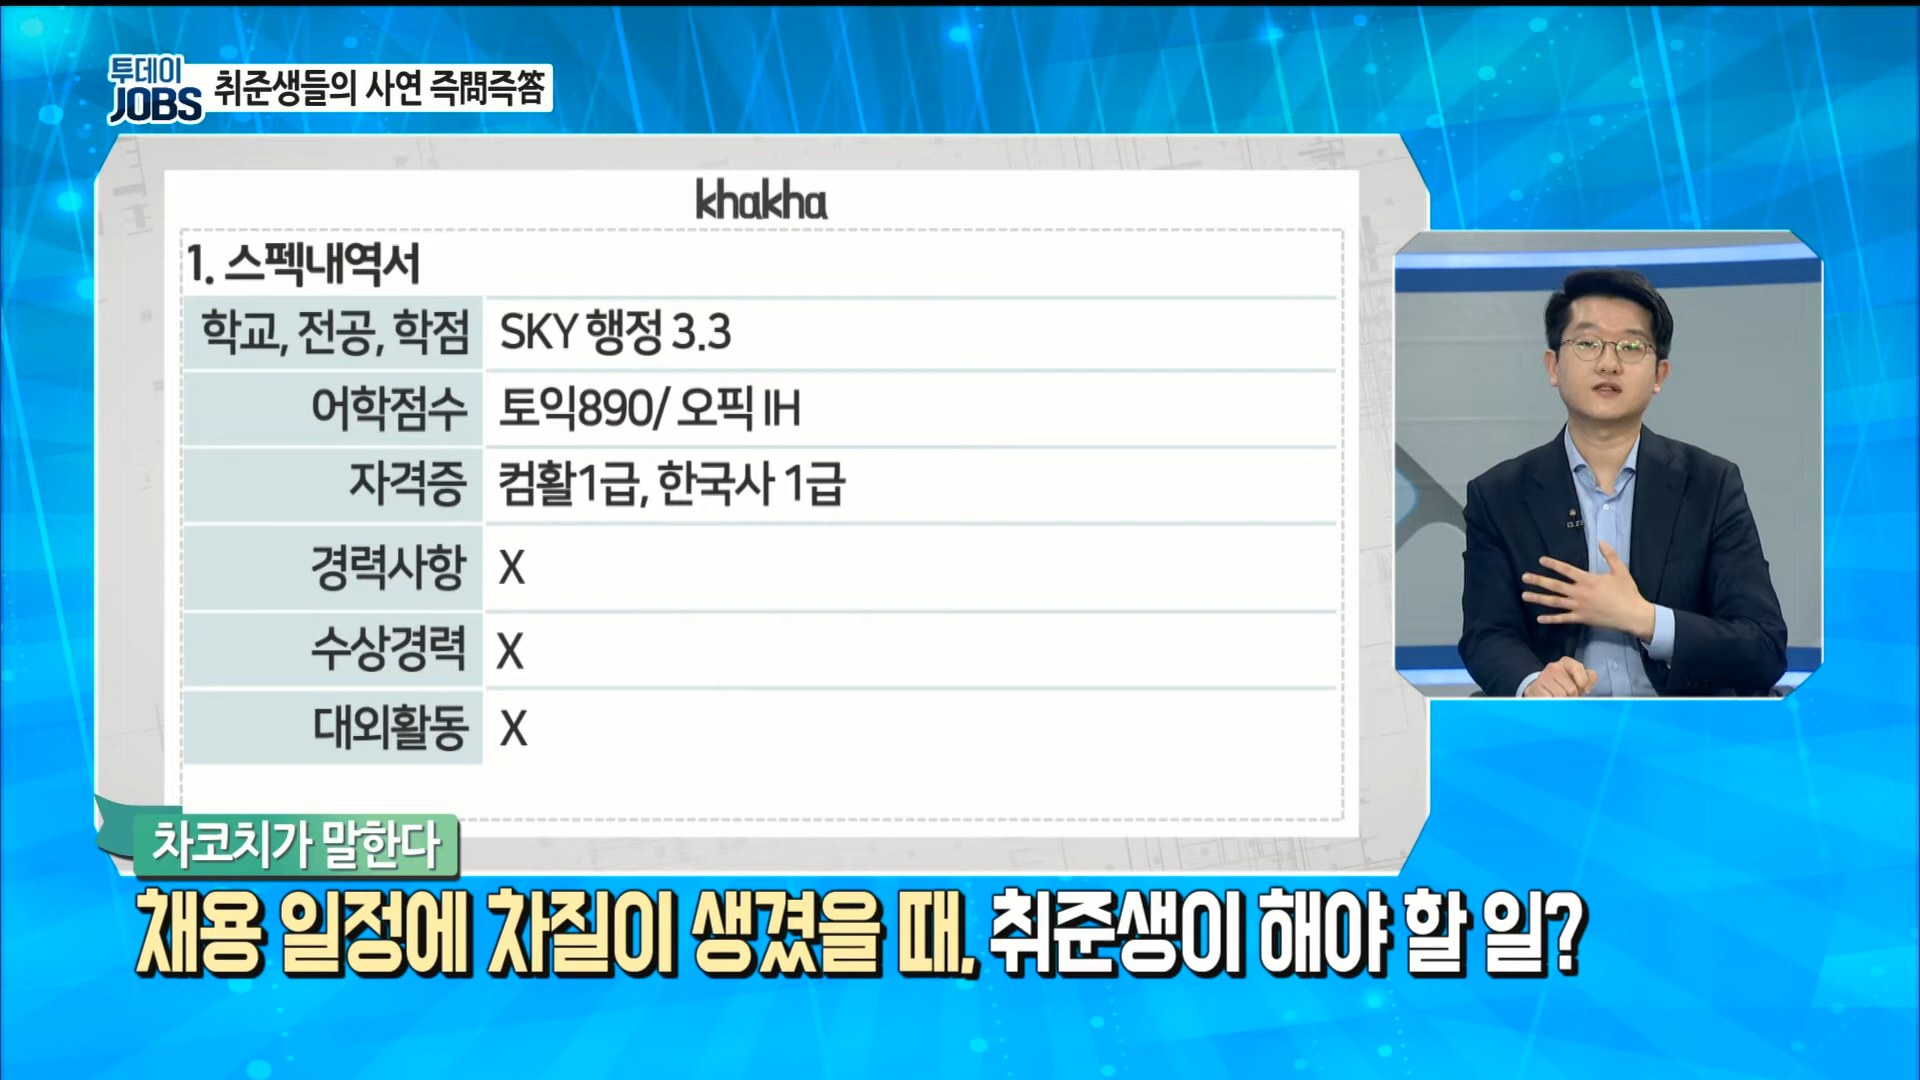 투데이
JOBS
취준생들의 사연 즉問즉答
khakha
1. 스펙내역서
학교, 전공, 학점 SKY 행정 3.3
어학점수 토익890/ 오픽 IH
자격증 컴활1급, 한국사 1급
경력사항 X
수상경력 X
대외활동 X
차코치가 말한다
채용 일정에 차질이 생겼을 때, 취준생이 해야 할 일?